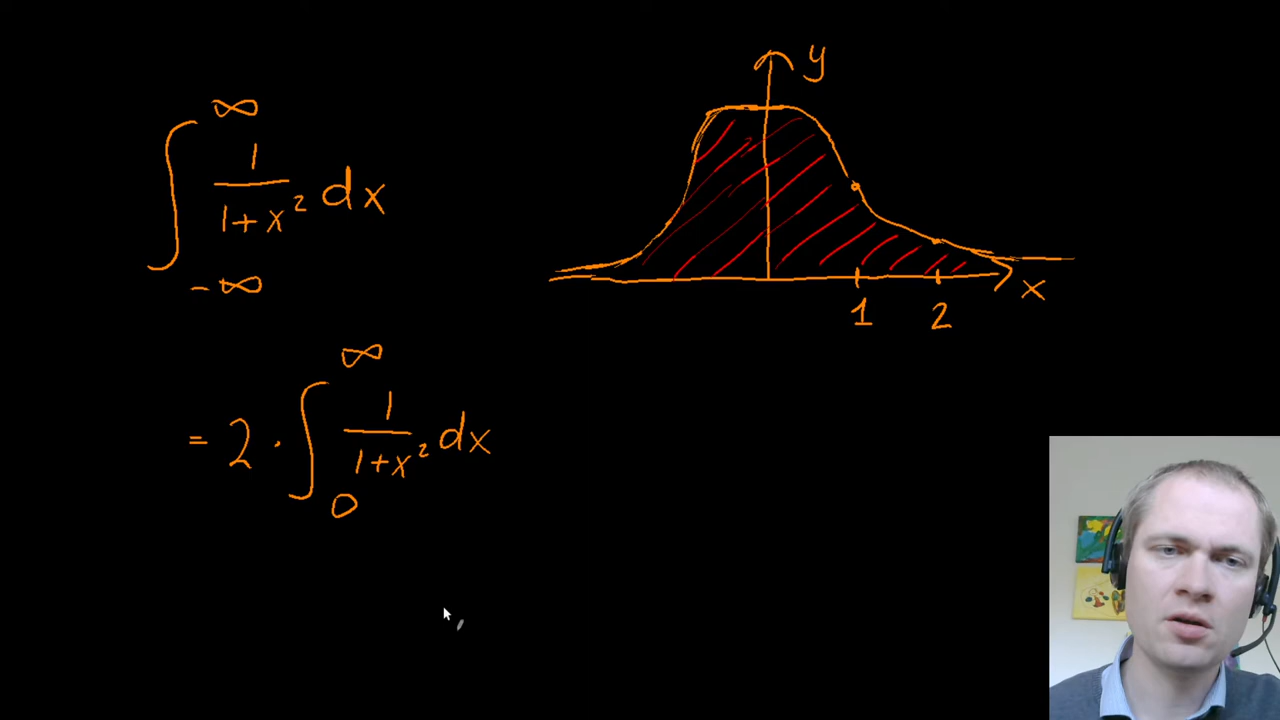 ∫_{-∞}^{∞} 1/(1+x²) dx
= 2 · ∫_{0}^{∞} 1/(1+x²) dx
y
1 2 x